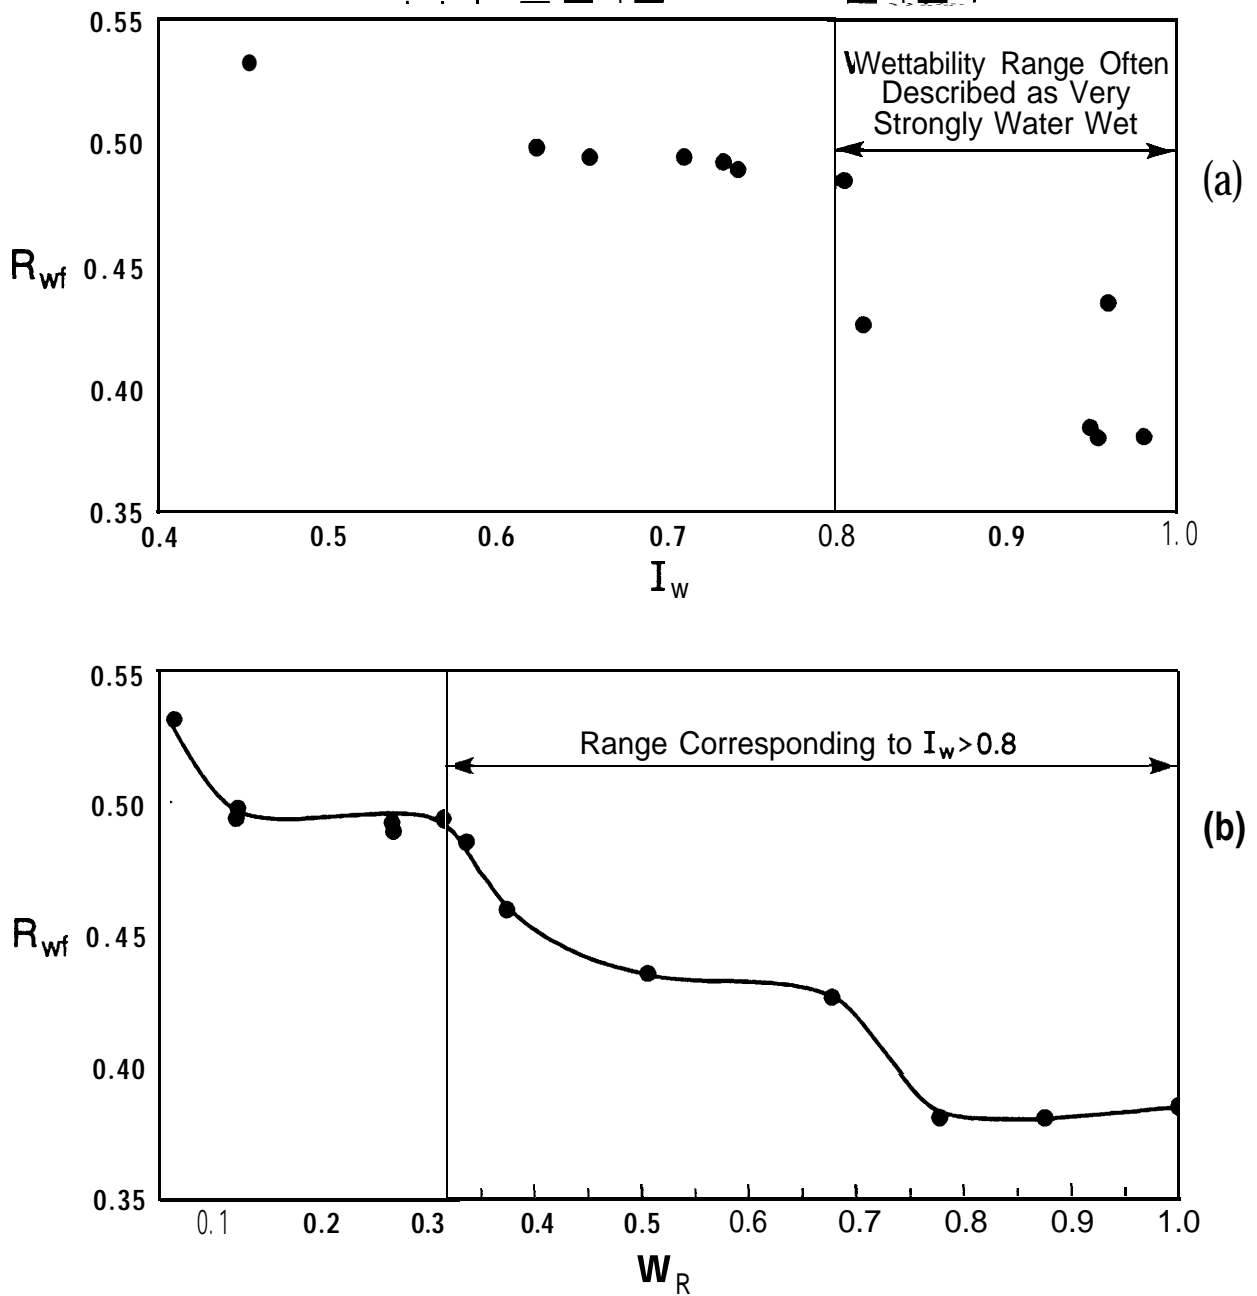 0.55
Wettability Range Often
Described as Very
Strongly Water Wet
0.50
(a)
R_wf 0.45
0.40
0.35
0.4 0.5 0.6 0.7 0.8 0.9 1.0
I_w
0.55
Range Corresponding to I_w>0.8
0.50
(b)
R_wf 0.45
0.40
0.35
0.1 0.2 0.3 0.4 0.5 0.6 0.7 0.8 0.9 1.0
W_R